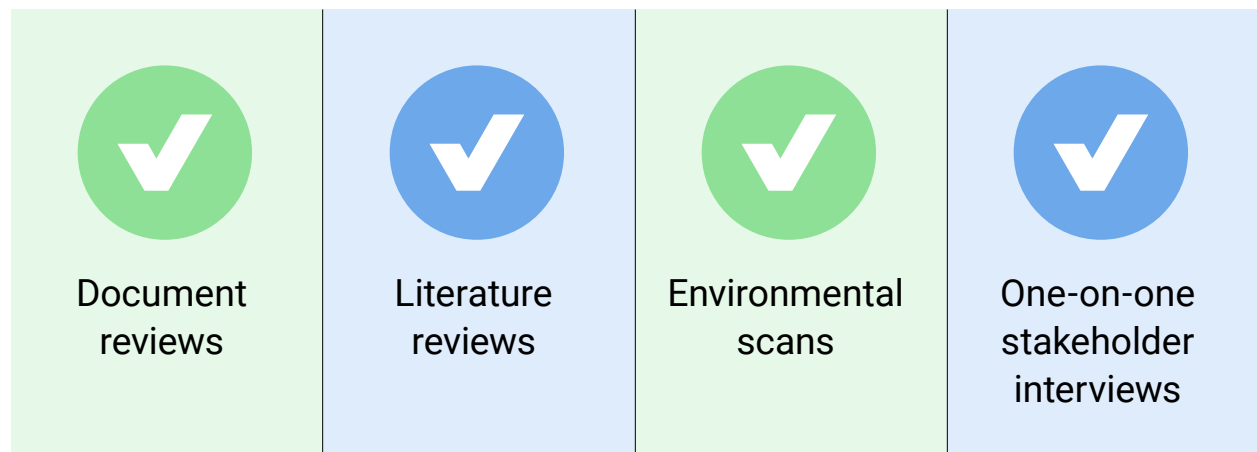 Document
reviews
Literature
reviews
Environmental
scans
One-on-one
stakeholder
interviews